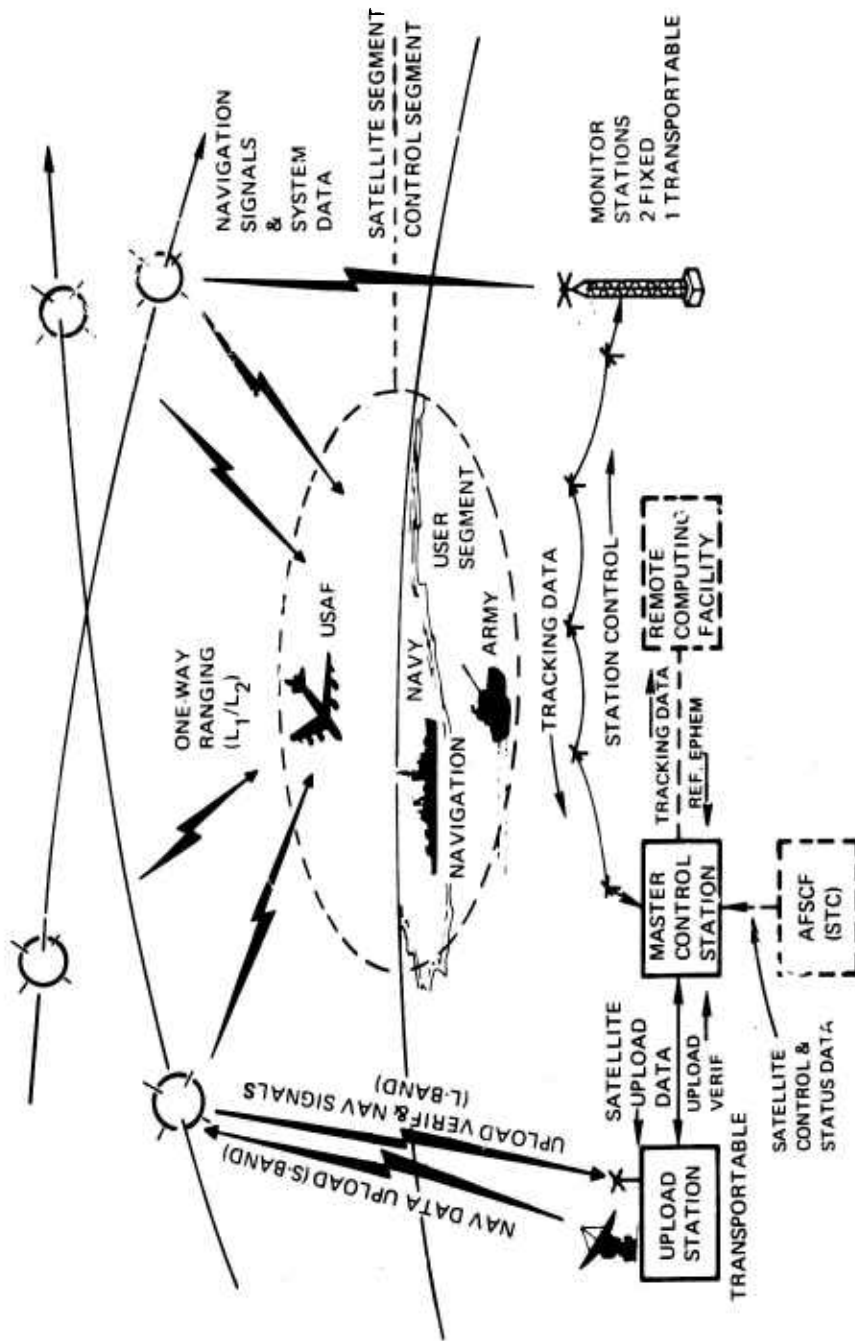 NAVIGATION
SIGNALS
&
SYSTEM
DATA
ONE-WAY
RANGING
(L1/L2)
SATELLITE SEGMENT
CONTROL SEGMENT
USAF
NAVY
USER
SEGMENT
NAVIGATION
ARMY
NAV DATA UPLOAD (S-BAND)
UPLOAD VERIF & NAV SIGNALS
(L-BAND)
MONITOR
STATIONS
2 FIXED
1 TRANSPORTABLE
TRACKING DATA
STATION CONTROL
SATELLITE
UPLOAD
DATA
UPLOAD
VERIF
UPLOAD
STATION
TRANSPORTABLE
MASTER
CONTROL
STATION
TRACKING DATA
REF. EPHEM
REMOTE
COMPUTING
FACILITY
SATELLITE
CONTROL &
STATUS DATA
AFSCF
(STC)